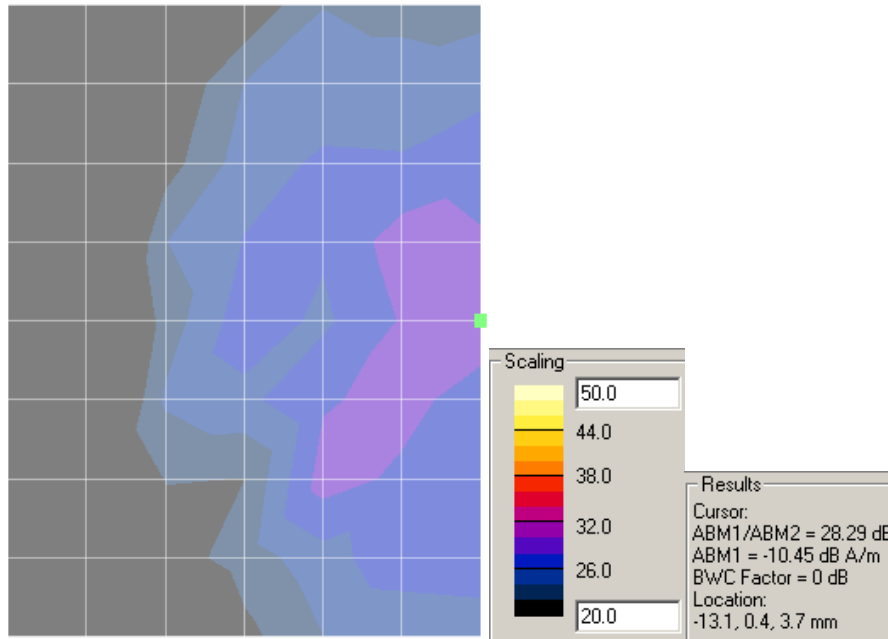 Scaling
50.0
44.0
38.0
32.0
26.0
20.0
Results
Cursor:
ABM1/ABM2 = 28.29 dB
ABM1 = -10.45 dB A/m
BWC Factor = 0 dB
Location:
-13.1, 0.4, 3.7 mm